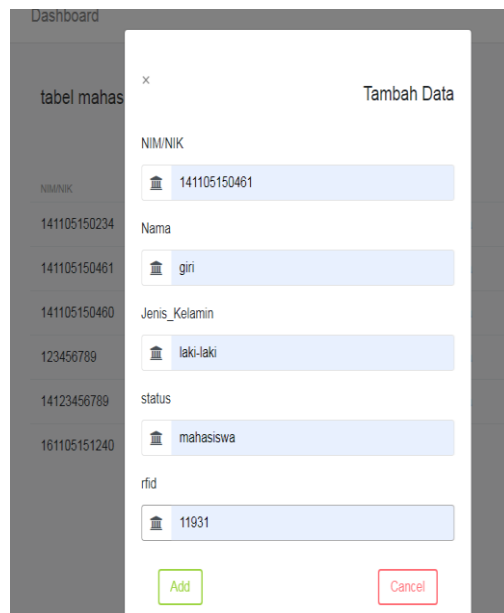 Dashboard
tabel mahas
× Tambah Data
NIM/NIK
141105150461
Nama
giri
Jenis_Kelamin
laki-laki
status
mahasiswa
rfid
11931
Add Cancel
NIM/NIK
141105150234
141105150461
141105150460
123456789
14123456789
161105151240